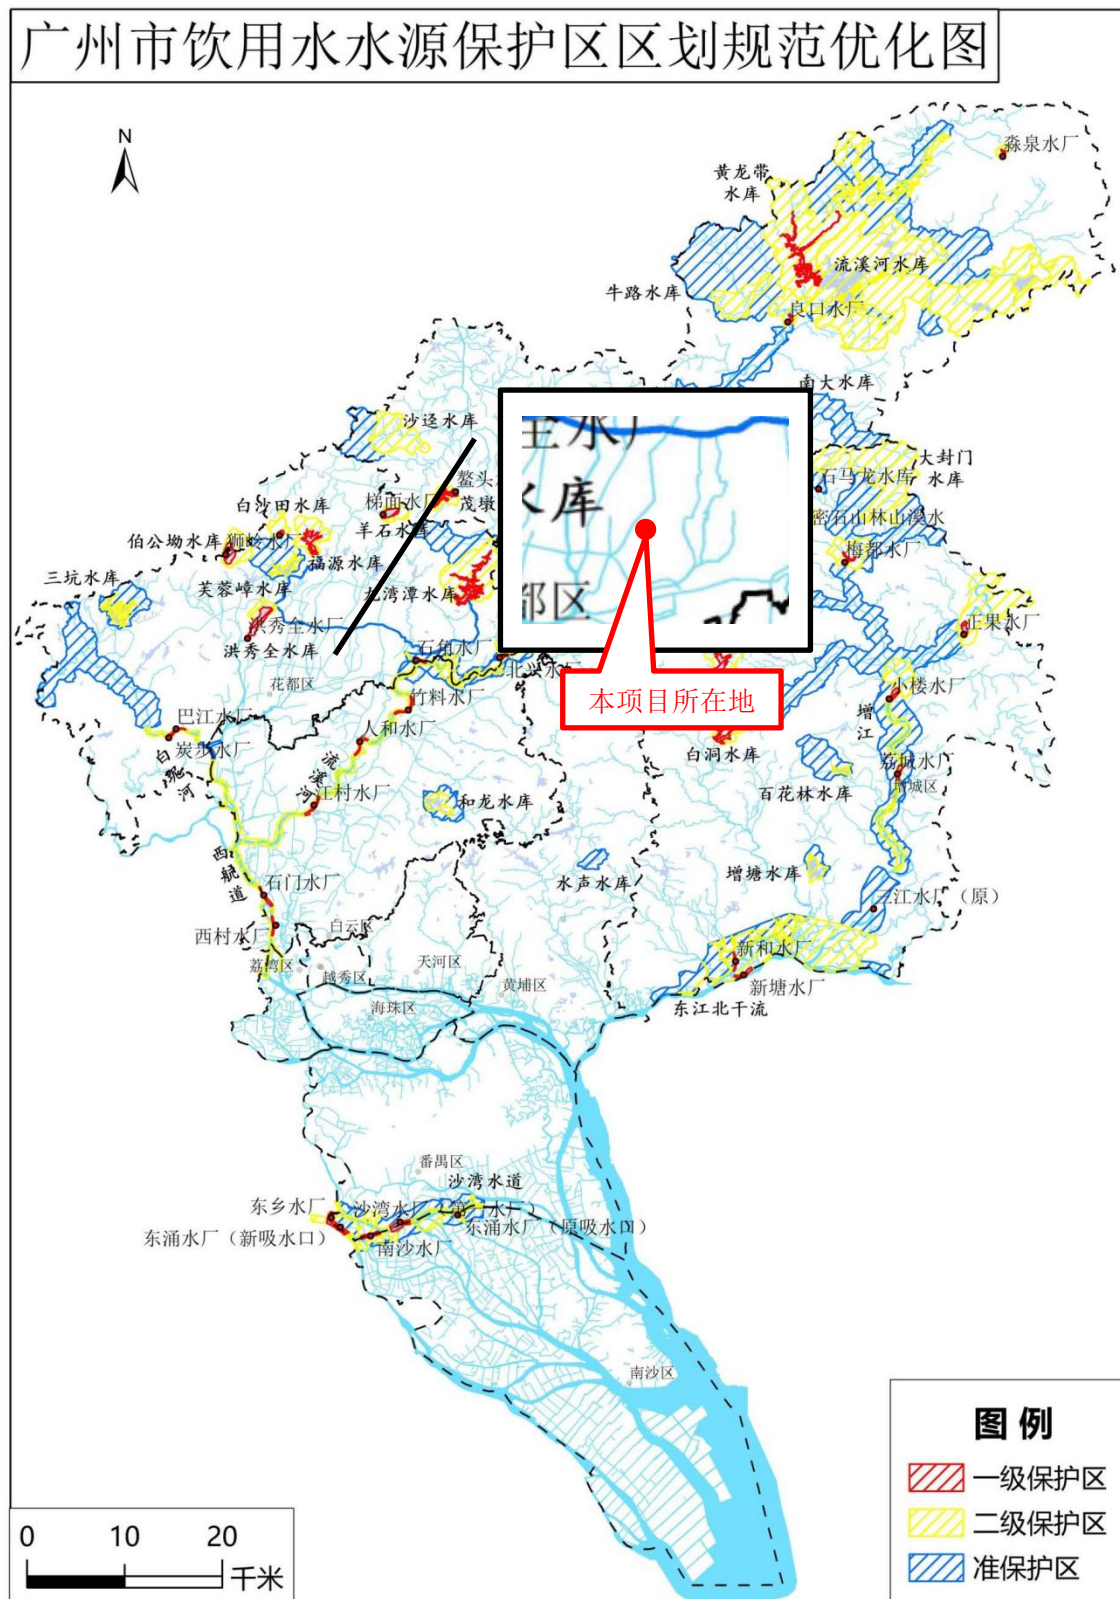 广州市饮用水水源保护区区划规范优化图
N
淼泉水厂
黄龙带
水库
流溪河水库
牛路水库
良口水厂
南大水库
沙迳水库
大封门
水库
石马龙水库
鳌头
茂墩
梯面水厂
白沙田水库
羊石水库
密石山林山溪水
梅都水厂
伯公坳水库
狮岭水厂
福源水库
三坑水库
芙蓉嶂水库
九湾潭水库
全水厂
水库
都区
洪秀全水厂
洪秀全水库
正果水厂
石角水厂
北兴水厂
花都区
竹料水厂
小楼水厂
本项目所在地
巴江水厂
炭步水厂
人和水厂
增江
白坭河
流溪河
白洞水库
荔城水厂
增城区
百花林水库
江村水厂
和龙水库
西航道
水声水库
增塘水库
石门水厂
三江水厂（原）
西村水厂
白云区
新和水厂
荔湾区
越秀区
天河区
黄埔区
新塘水厂
海珠区
东江北干流
番禺区
沙湾水道
东乡水厂
沙湾水厂
东涌水厂（原吸水口）
东涌水厂（新吸水口）
南沙水厂
南沙区
图例
一级保护区
二级保护区
准保护区
0 10 20
千米